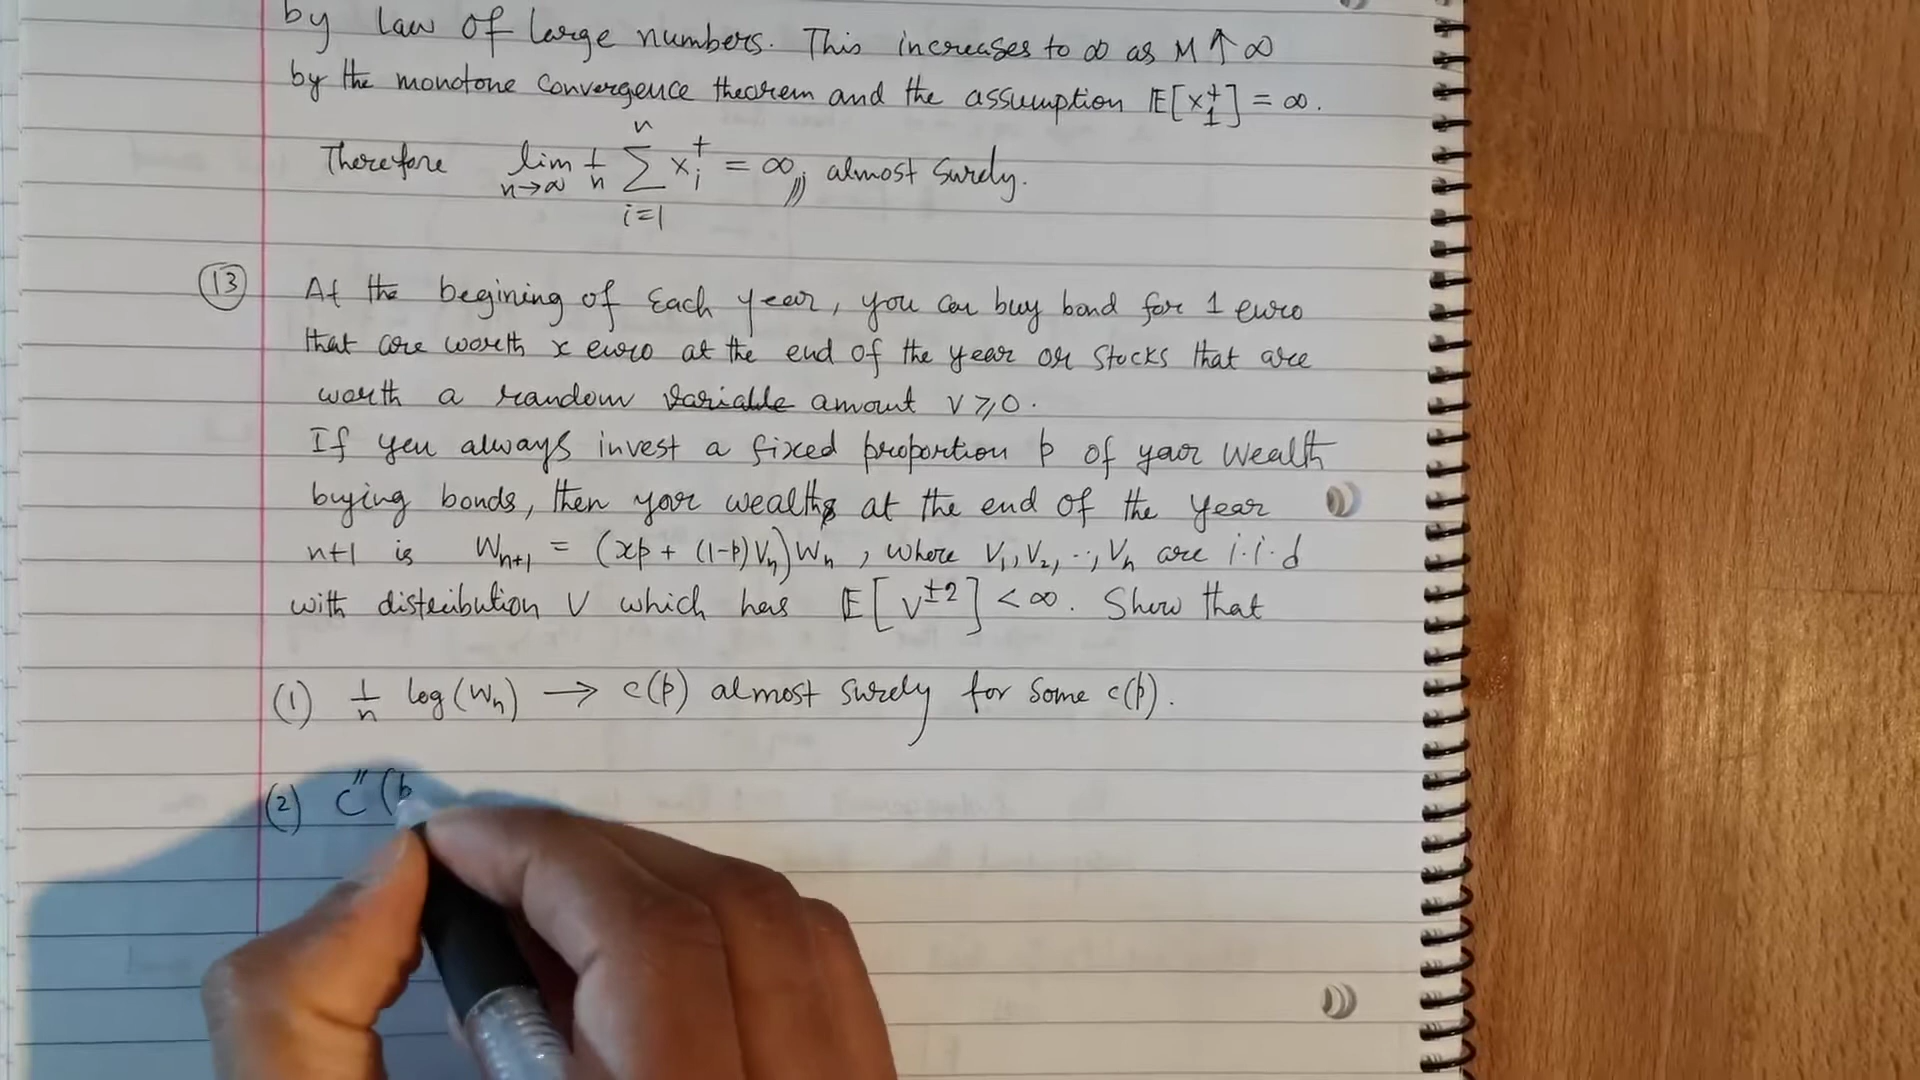 by law of large numbers. This increases to ∞ as M ↑ ∞
by the monotone convergence theorem and the assumption 𝔼[X₁⁺] = ∞.
Therefore lim_{n→∞} 1/n ∑_{i=1}^{n} X_i⁺ = ∞,, almost surely.
(13) At the begining of Each year, you can buy bond for 1 euro
that are worth x euro at the end of the year or stocks that are
worth a random variable amount V ≥ 0.
If you always invest a fixed proportion p of your wealth
buying bonds, then your wealth at the end of the year
n+1 is W_{n+1} = (xp + (1-p)V_n)W_n, where V₁, V₂, .., V_n are i.i.d
with distribution V which has 𝔼[V^{±2}] < ∞. Show that
(1) 1/n log(W_n) → c(p) almost surely for some c(p).
(2) c''(p